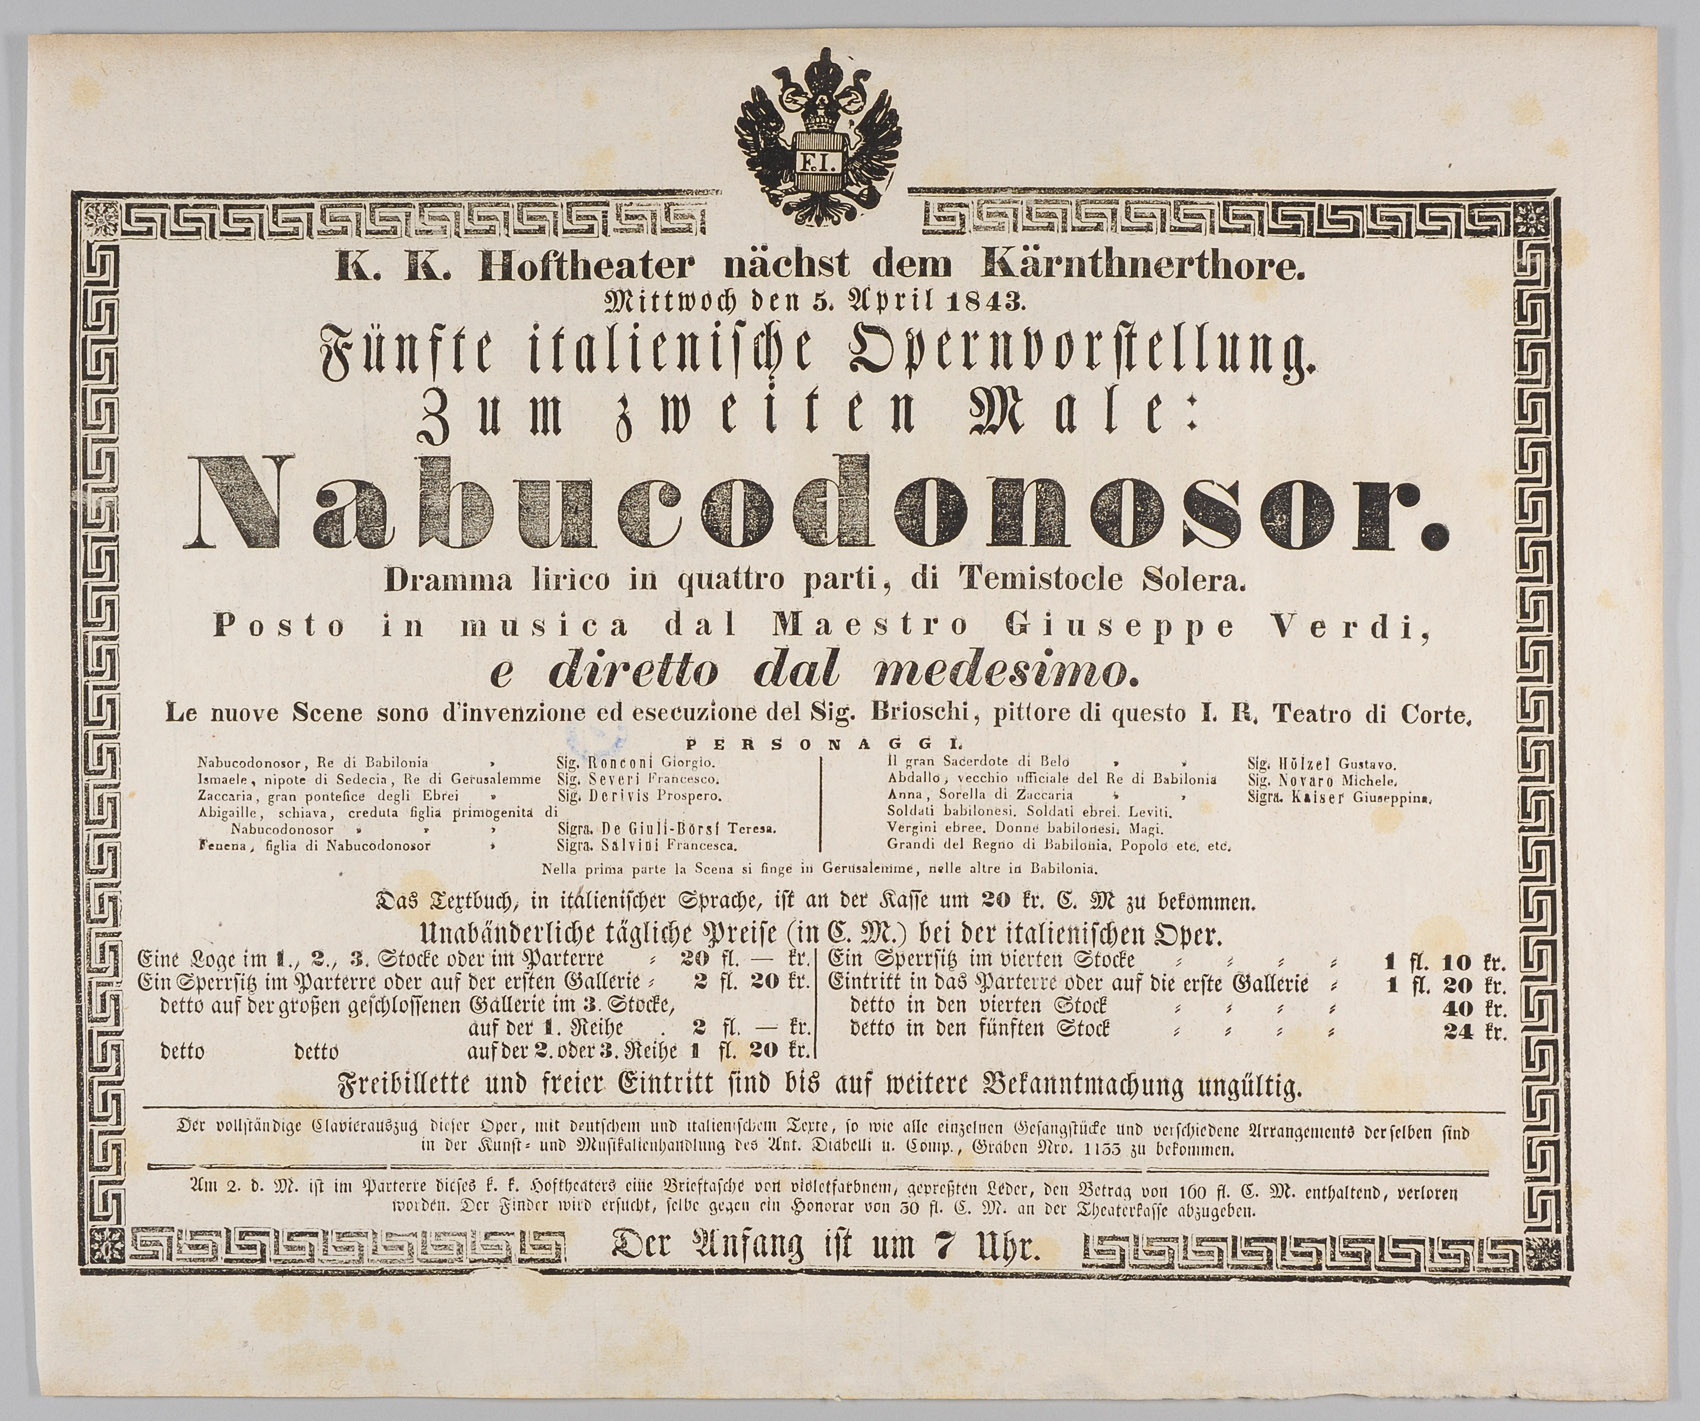 F. I.
K. K. Hoftheater nächst dem Kärnthnerthore.
Mittwoch den 5. April 1843.
Fünfte italienische Opernvorstellung.
Zum zweiten Male:
Nabucodonosor.
Dramma lirico in quattro parti, di Temistocle Solera.
Posto in musica dal Maestro Giuseppe Verdi,
e diretto dal medesimo.
Le nuove Scene sono d'invenzione ed esecuzione del Sig. Brioschi, pittore di questo I. R. Teatro di Corte.
PERSONAGGI.
Nabucodonosor, Re di Babilonia „ Sig. Ronconi Giorgio.
Ismaele, nipote di Sedecia, Re di Gerusalemme Sig. Severi Francesco.
Zaccaria, gran pontefice degli Ebrei „ Sig. Derivis Prospero.
Abigaille, schiava, creduta figlia primogenita di
Nabucodonosor „ „ „ Sigra. De Giuli-Borsi Teresa.
Fenena, figlia di Nabucodonosor „ Sigra. Salvini Francesca.
Il gran Sacerdote di Belo „ „ Sig. Hölzel Gustavo.
Abdallo, vecchio ufficiale del Re di Babilonia Sig. Novaro Michele.
Anna, Sorella di Zaccaria „ „ Sigra. Kaiser Giuseppina.
Soldati babilonesi. Soldati ebrei. Leviti.
Vergini ebree. Donne babilonesi. Magi.
Grandi del Regno di Babilonia. Popolo etc. etc.
Nella prima parte la Scena si finge in Gerusalemme, nelle altre in Babilonia.
Das Textbuch, in italienischer Sprache, ist an der Kasse um 20 kr. C. M zu bekommen.
Unabänderliche tägliche Preise (in C. M.) bei der italienischen Oper.
Eine Loge im 1., 2., 3. Stocke oder im Parterre = 20 fl. — kr.
Ein Sperrsitz im Parterre oder auf der ersten Gallerie = 2 fl. 20 kr.
detto auf der großen geschlossenen Gallerie im 3. Stocke,
auf der 1. Reihe . 2 fl. — kr.
detto detto auf der 2. oder 3. Reihe 1 fl. 20 kr.
Ein Sperrsitz im vierten Stocke = = = = 1 fl. 10 kr.
Eintritt in das Parterre oder auf die erste Gallerie = 1 fl. 20 kr.
detto in den vierten Stock = = = = 40 kr.
detto in den fünften Stock = = = = 24 kr.
Freibillette und freier Eintritt sind bis auf weitere Bekanntmachung ungültig.
Der vollständige Clavierauszug dieser Oper, mit deutschem und italienischem Texte, so wie alle einzelnen Gesangstücke und verschiedene Arrangements derselben sind
in der Kunst- und Musikalienhandlung des Ant. Diabelli u. Comp., Graben Nro. 1133 zu bekommen.
Am 2. d. M. ist im Parterre dieses k. k. Hoftheaters eine Brieftasche von violetfarbnem, gepreßten Leder, den Betrag von 160 fl. C. M. enthaltend, verloren
worden. Der Finder wird ersucht, selbe gegen ein Honorar von 30 fl. C. M. an der Theaterkasse abzugeben.
Der Anfang ist um 7 Uhr.